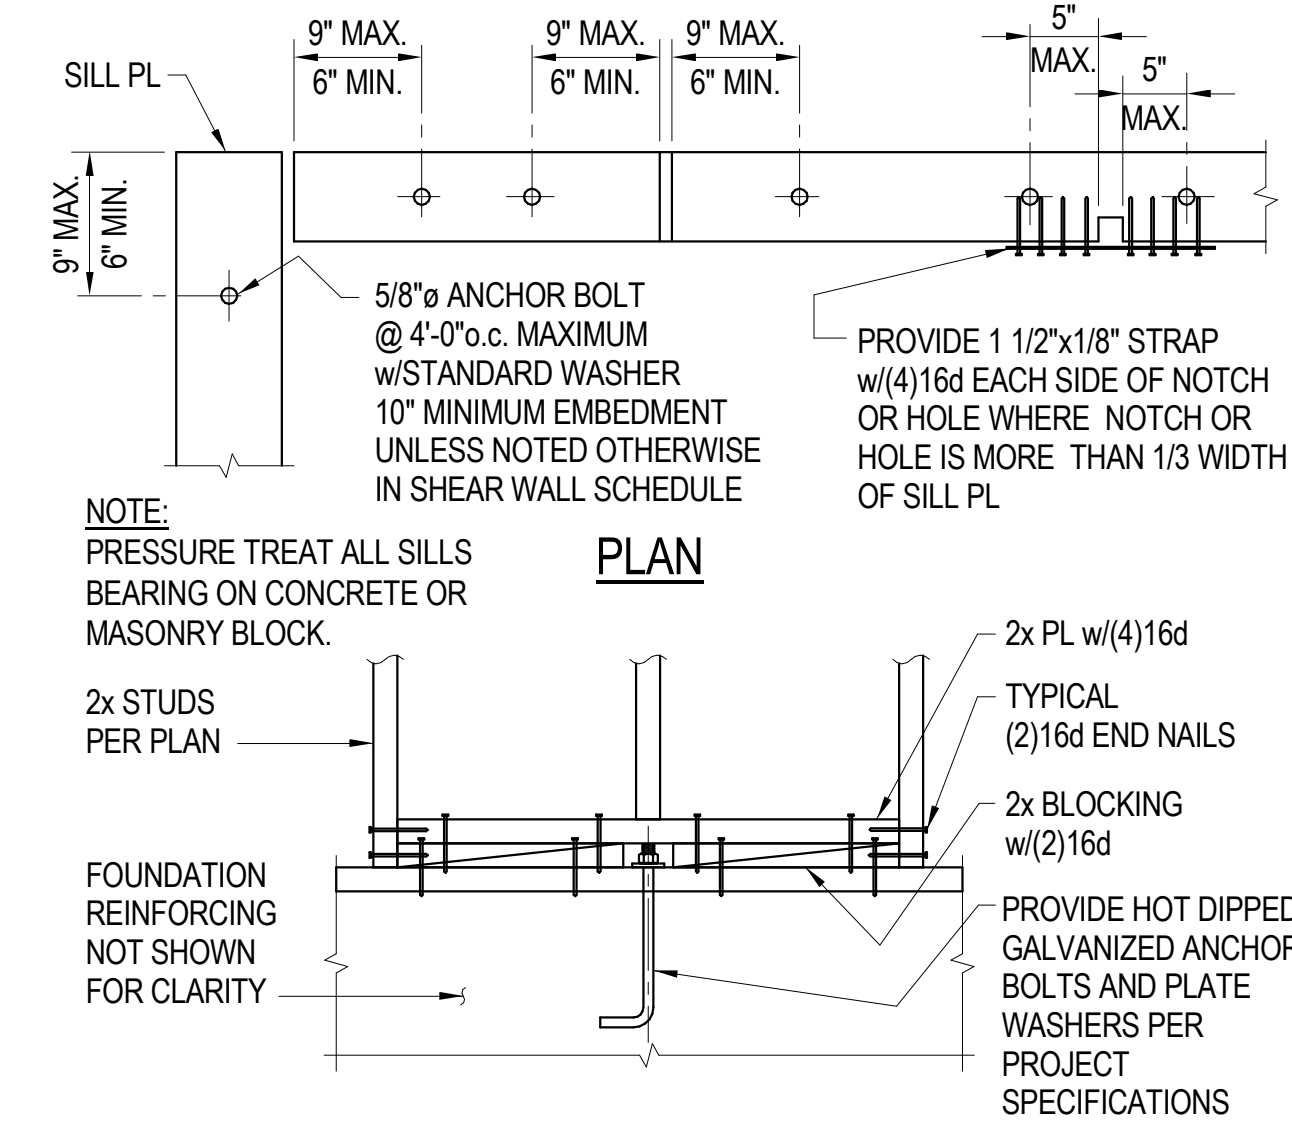 9" MAX.
6" MIN.
9" MAX.
6" MIN.
9" MAX.
6" MIN.
5"
MAX.
5"
MAX.
SILL PL
9" MAX.
6" MIN.
5/8"ø ANCHOR BOLT
@ 4'-0"o.c. MAXIMUM
w/STANDARD WASHER
10" MINIMUM EMBEDMENT
UNLESS NOTED OTHERWISE
IN SHEAR WALL SCHEDULE
PROVIDE 1 1/2"x1/8" STRAP
w/(4)16d EACH SIDE OF NOTCH
OR HOLE WHERE NOTCH OR
HOLE IS MORE THAN 1/3 WIDTH
OF SILL PL
NOTE:
PRESSURE TREAT ALL SILLS
BEARING ON CONCRETE OR
MASONRY BLOCK.
PLAN
2x STUDS
PER PLAN
FOUNDATION
REINFORCING
NOT SHOWN
FOR CLARITY
2x PL w/(4)16d
TYPICAL
(2)16d END NAILS
2x BLOCKING
w/(2)16d
PROVIDE HOT DIPPED
GALVANIZED ANCHOR
BOLTS AND PLATE
WASHERS PER
PROJECT
SPECIFICATIONS